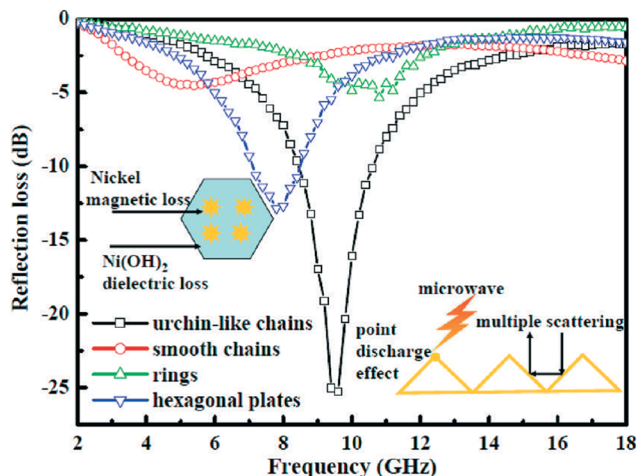 0
-5
-10
-15
-20
-25
Reflection loss (dB)
Nickel
magnetic loss
Ni(OH)2
dielectric loss
urchin-like chains
smooth chains
rings
hexagonal plates
microwave
point
discharge
effect
multiple scattering
2 4 6 8 10 12 14 16 18
Frequency (GHz)